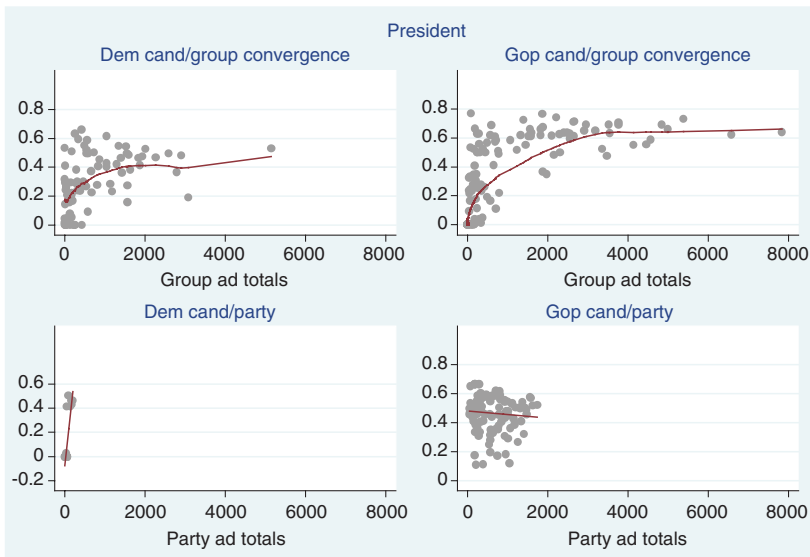 President
Dem cand/group convergence
Gop cand/group convergence
0.8
0.6
0.4
0.2
0
0 2000 4000 6000 8000
Group ad totals
0.8
0.6
0.4
0.2
0
0 2000 4000 6000 8000
Group ad totals
Dem cand/party
Gop cand/party
0.6
0.4
0.2
0
-0.2
0 2000 4000 6000 8000
Party ad totals
0.8
0.6
0.4
0.2
0
0 2000 4000 6000 8000
Party ad totals